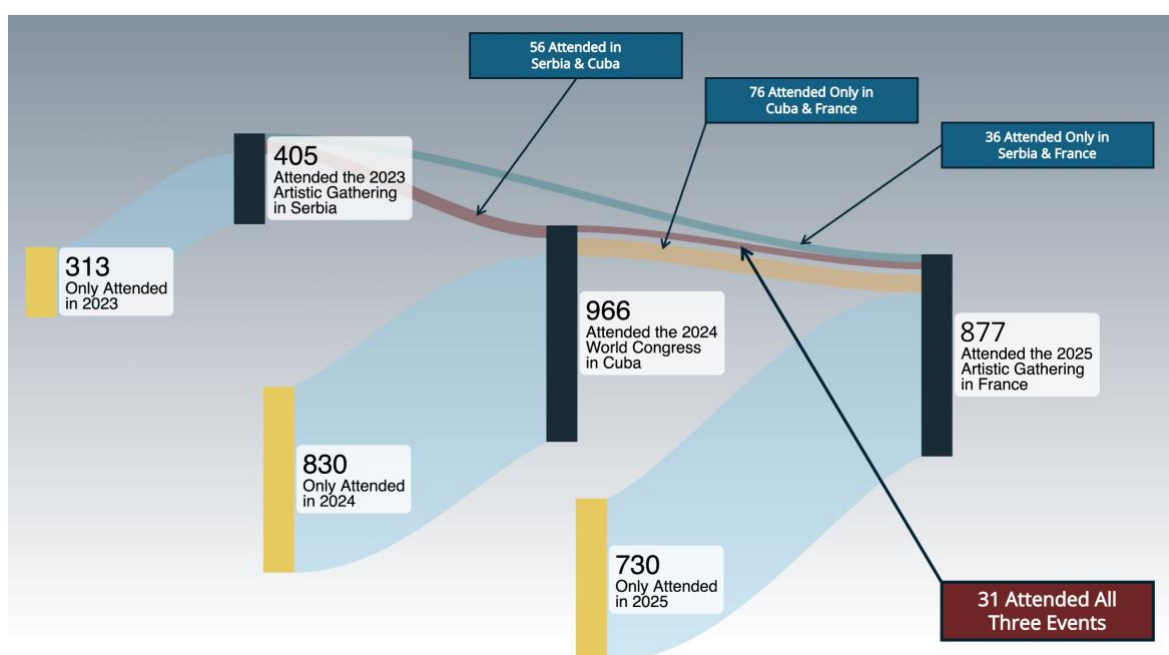 56 Attended in
Serbia & Cuba
76 Attended Only in
Cuba & France
36 Attended Only in
Serbia & France
405
Attended the 2023
Artistic Gathering
in Serbia
313
Only Attended
in 2023
966
Attended the 2024
World Congress
in Cuba
877
Attended the 2025
Artistic Gathering
in France
830
Only Attended
in 2024
730
Only Attended
in 2025
31 Attended All
Three Events